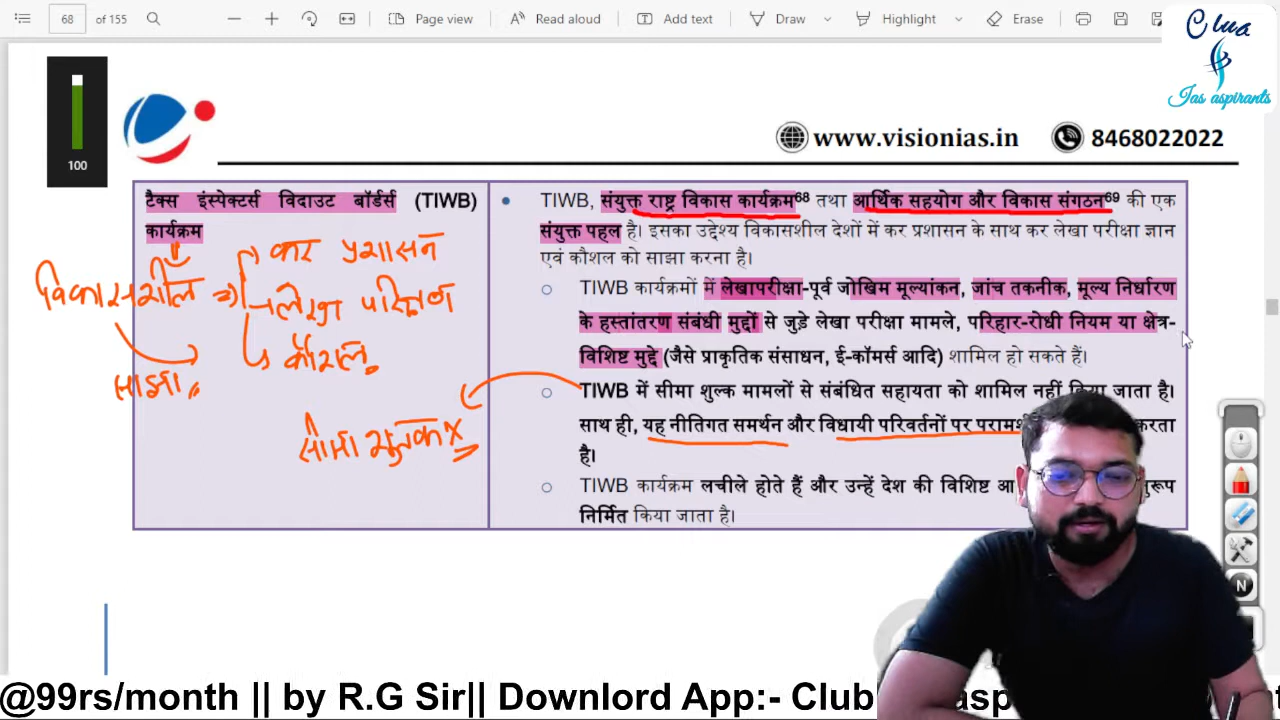 68 of 155 Page view Read aloud Add text Draw Highlight Erase
Club
Ias aspirants
100
www.visionias.in 8468022022
टैक्स इंस्पेक्टर्स विदाउट बॉर्डर्स (TIWB)
कार्यक्रम
कर प्रशासन
विकासशील
कौशल
साझा
सीमा शुल्क x
TIWB, संयुक्त राष्ट्र विकास कार्यक्रम68 तथा आर्थिक सहयोग और विकास संगठन69 की एक
संयुक्त पहल है। इसका उद्देश्य विकासशील देशों में कर प्रशासन के साथ कर लेखा परीक्षा ज्ञान
एवं कौशल को साझा करना है।
TIWB कार्यक्रमों में लेखापरीक्षा-पूर्व जोखिम मूल्यांकन, जांच तकनीक, मूल्य निर्धारण
के हस्तांतरण संबंधी मुद्दों से जुड़े लेखा परीक्षा मामले, परिहार-रोधी नियम या क्षेत्र-
विशिष्ट मुद्दे (जैसे प्राकृतिक संसाधन, ई-कॉमर्स आदि) शामिल हो सकते हैं।
TIWB में सीमा शुल्क मामलों से संबंधित सहायता को शामिल नहीं किया जाता है।
साथ ही, यह नीतिगत समर्थन और विधायी परिवर्तनों पर करता
है।
TIWB कार्यक्रम लचीले होते हैं और उन्हें देश की विशिष्ट
निर्मित किया जाता है।
N
@99rs/month || by R.G Sir|| Downlord App:- Club